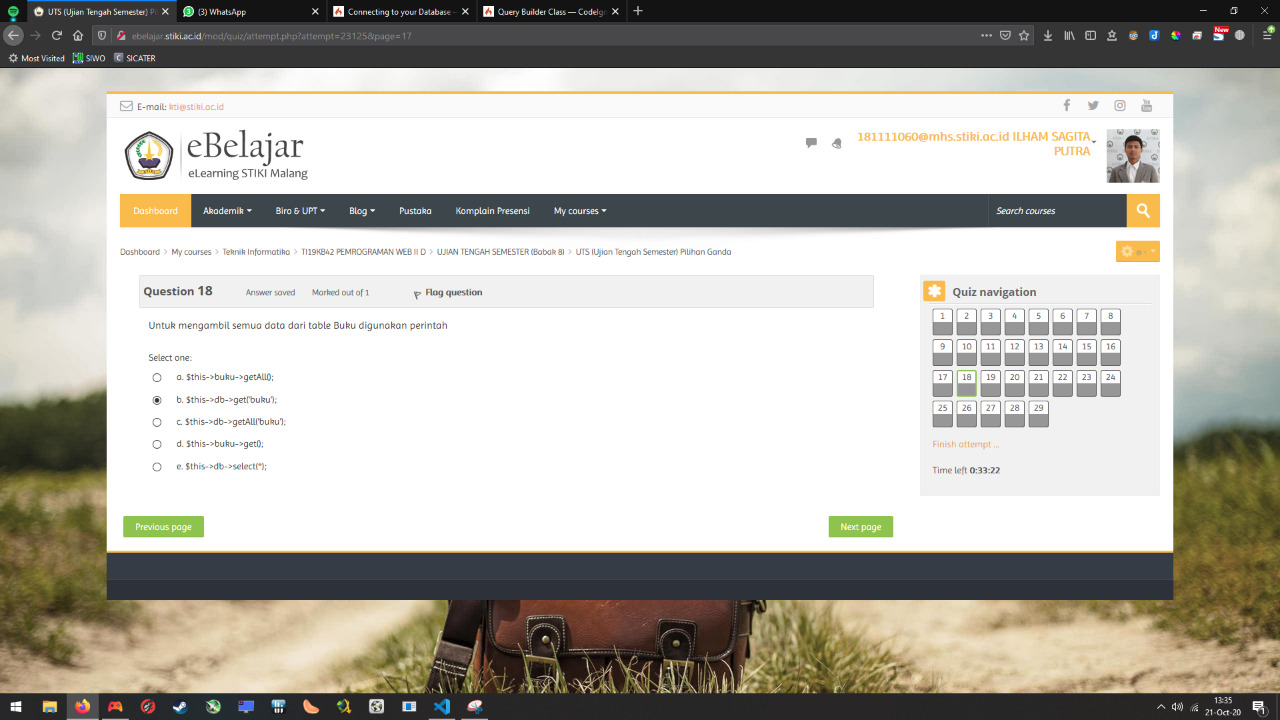 UTS (Ujian Tengah Semester) Pi
(3) WhatsApp
Connecting to your Database —
Query Builder Class — CodeIgn
ebelajar.stiki.ac.id/mod/quiz/attempt.php?attempt=23125&page=17
New
Most Visited
SIWO
SICATER
E-mail: kti@stiki.ac.id
eBelajar
eLearning STIKI Malang
181111060@mhs.stiki.ac.id ILHAM SAGITA
PUTRA
Dashboard
Akademik
Biro & UPT
Blog
Pustaka
Komplain Presensi
My courses
Search courses
Dashboard > My courses > Teknik Informatika > TI19KB42 PEMROGRAMAN WEB II D > UJIAN TENGAH SEMESTER (Babak 8) > UTS (Ujian Tengah Semester) Pilihan Ganda
Question 18
Answer saved
Marked out of 1
Flag question
Untuk mengambil semua data dari table Buku digunakan perintah
Select one:
a. $this->buku->getAll();
b. $this->db->get('buku');
c. $this->db->getAll('buku');
d. $this->buku->get();
e. $this->db->select(*);
Previous page
Next page
Quiz navigation
1 2 3 4 5 6 7 8
9 10 11 12 13 14 15 16
17 18 19 20 21 22 23 24
25 26 27 28 29
Finish attempt ...
Time left 0:33:22
13:35
21-Oct-20
1